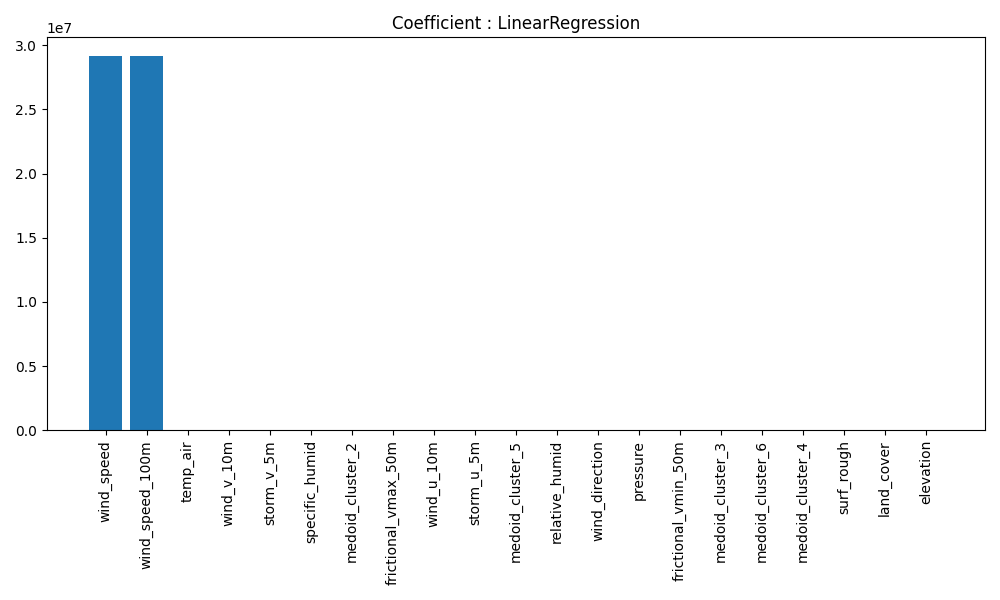 Coefficient : LinearRegression
1e7
3.0
2.5
2.0
1.5
1.0
0.5
0.0
wind_speed
wind_speed_100m
temp_air
wind_v_10m
storm_v_5m
specific_humid
medoid_cluster_2
frictional_vmax_50m
wind_u_10m
storm_u_5m
medoid_cluster_5
relative_humid
wind_direction
pressure
frictional_vmin_50m
medoid_cluster_3
medoid_cluster_6
medoid_cluster_4
surf_rough
land_cover
elevation